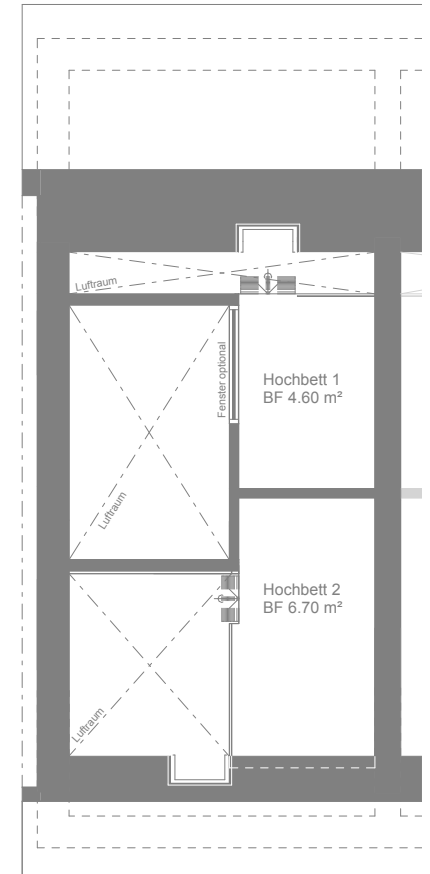 Luftraum
Fenster optional
Hochbett 1
BF 4.60 m²
Luftraum
Hochbett 2
BF 6.70 m²
Luftraum